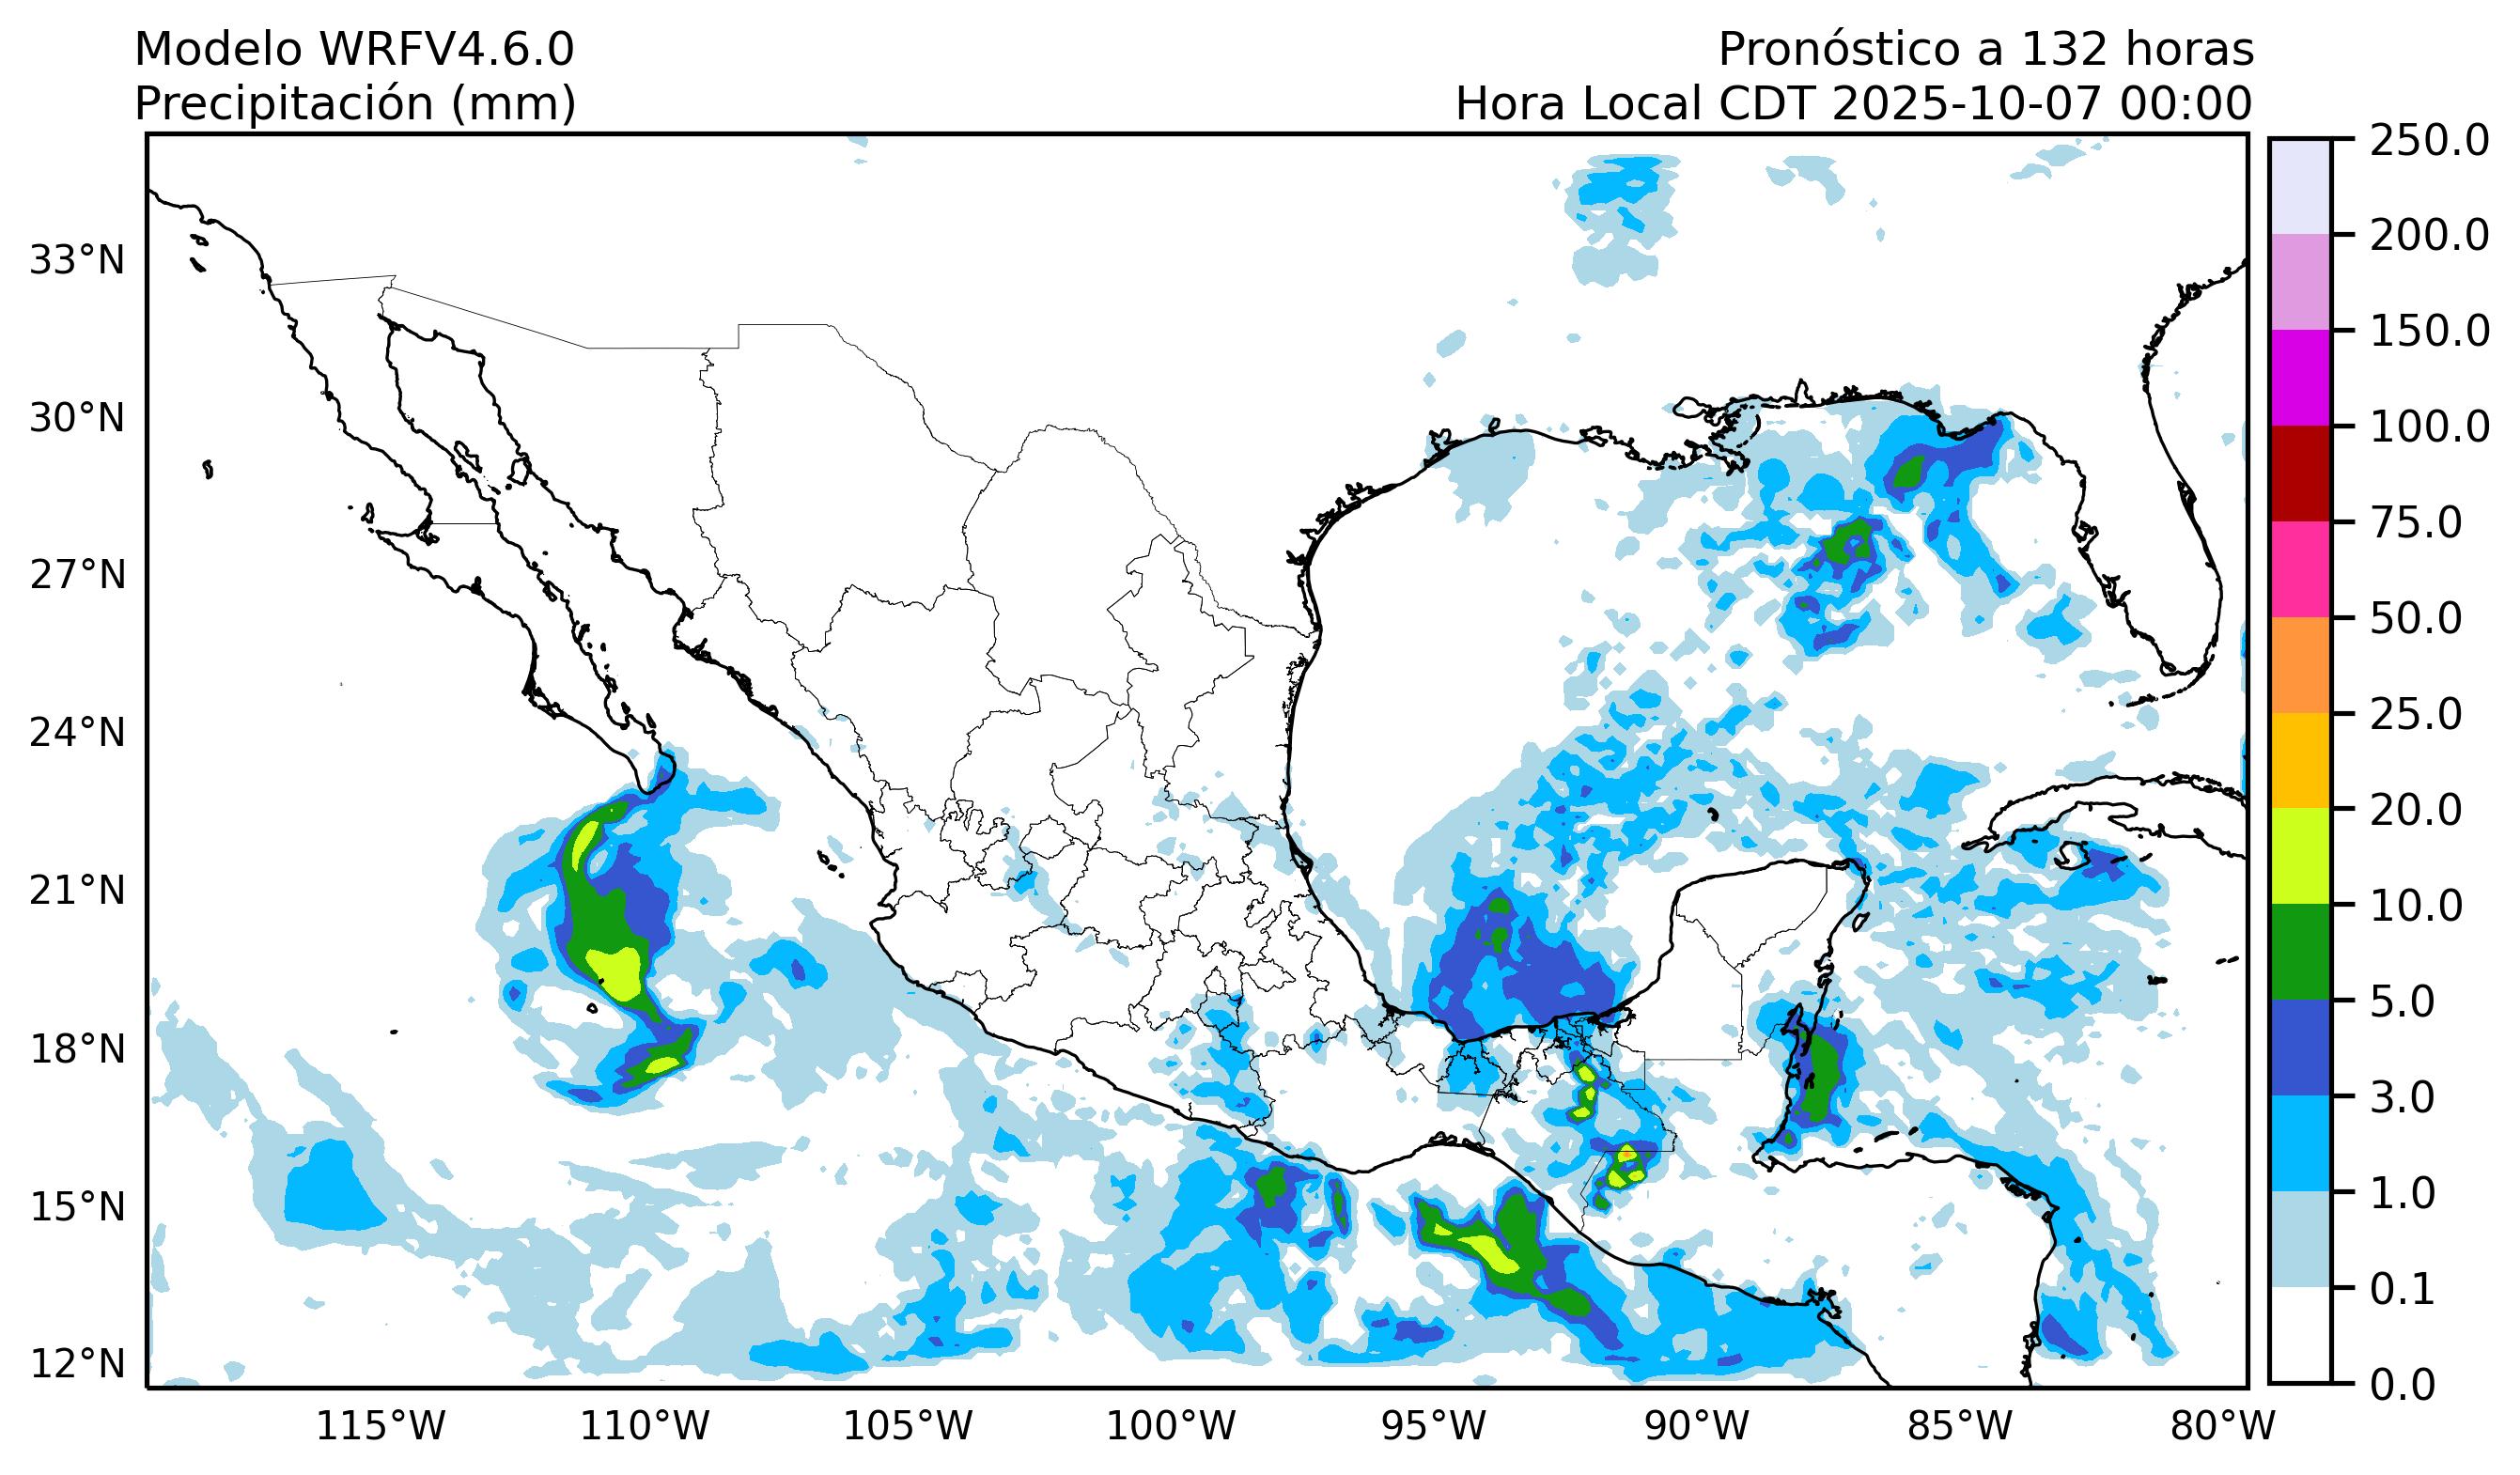 Modelo WRFV4.6.0
Precipitación (mm)
Pronóstico a 132 horas
Hora Local CDT 2025-10-07 00:00
33°N
30°N
27°N
24°N
21°N
18°N
15°N
12°N
115°W
110°W
105°W
100°W
95°W
90°W
85°W
80°W
250.0
200.0
150.0
100.0
75.0
50.0
25.0
20.0
10.0
5.0
3.0
1.0
0.1
0.0